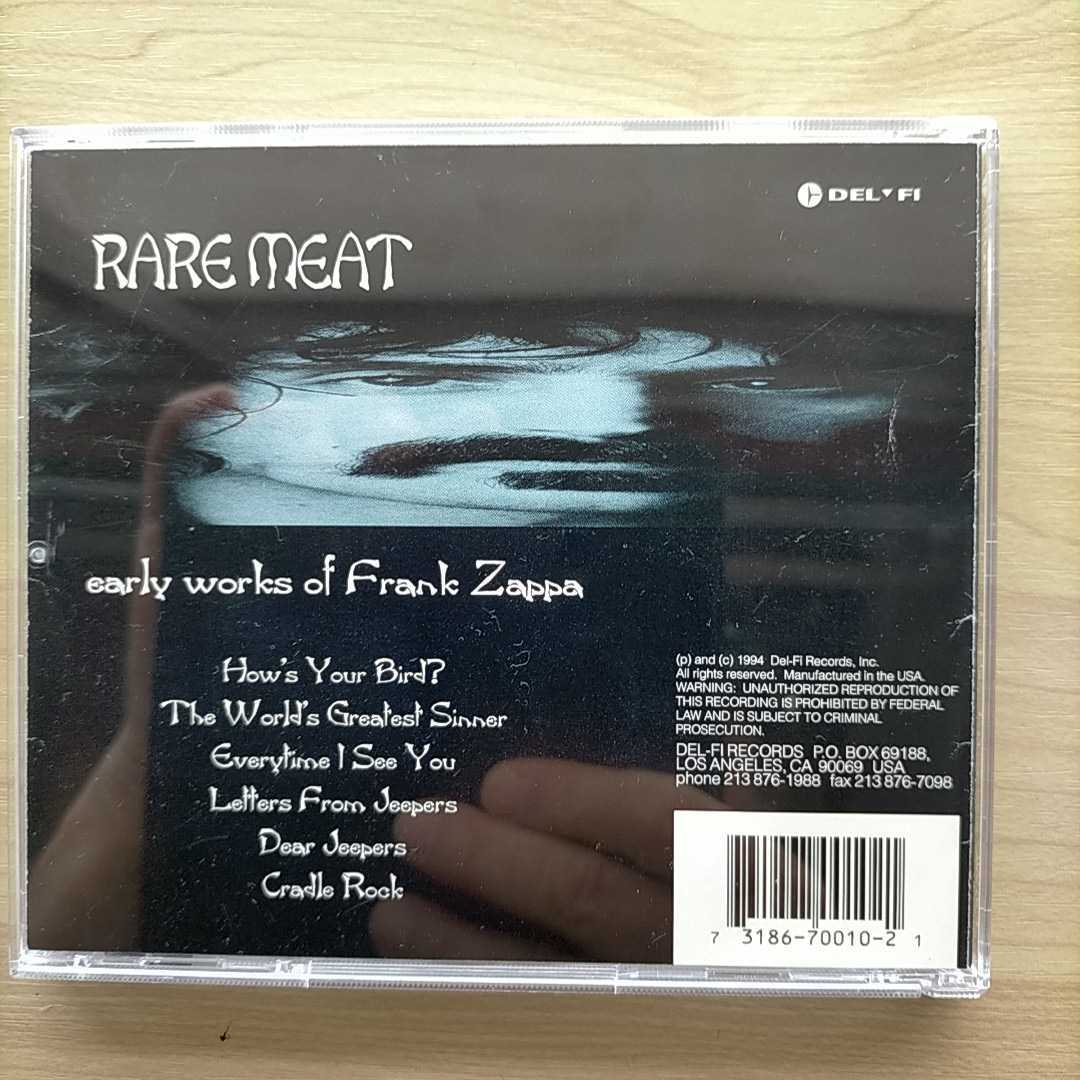 DEL▼FI
RARE MEAT
early works of Frank Zappa
How's Your Bird?
The World's Greatest Sinner
Everytime I See You
Letters From Jeepers
Dear Jeepers
Cradle Rock
(p) and (c) 1994 Del-Fi Records, Inc.
All rights reserved. Manufactured in the USA.
WARNING: UNAUTHORIZED REPRODUCTION OF
THIS RECORDING IS PROHIBITED BY FEDERAL
LAW AND IS SUBJECT TO CRIMINAL
PROSECUTION.
DEL-FI RECORDS P.O. BOX 69188,
LOS ANGELES, CA 90069 USA
phone 213 876-1988 fax 213 876-7098
7 3186-70010-2 1